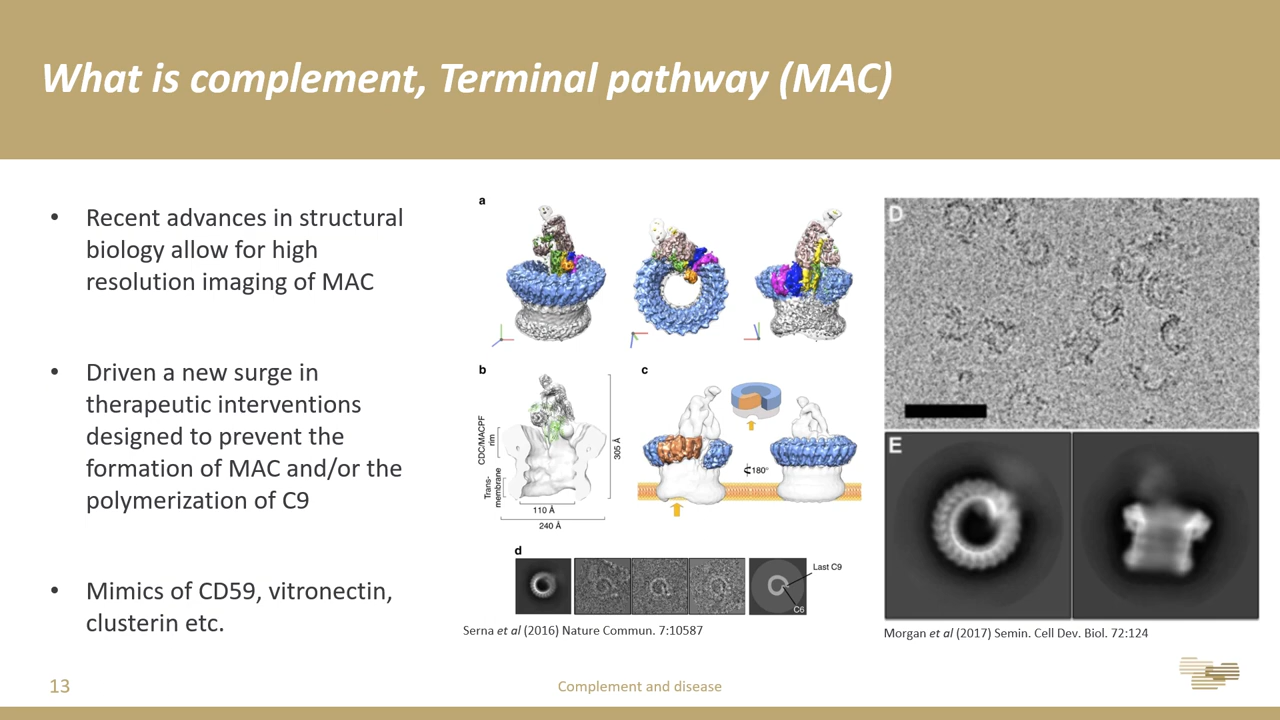 What is complement, Terminal pathway (MAC)
• Recent advances in structural
biology allow for high
resolution imaging of MAC
• Driven a new surge in
therapeutic interventions
designed to prevent the
formation of MAC and/or the
polymerization of C9
• Mimics of CD59, vitronectin,
clusterin etc.
a
b
CDC/MACPF
rim
Trans-
membrane
305 Å
110 Å
240 Å
c
180°
d
Last C9
C6
Serna et al (2016) Nature Commun. 7:10587
D
E
Morgan et al (2017) Semin. Cell Dev. Biol. 72:124
13
Complement and disease